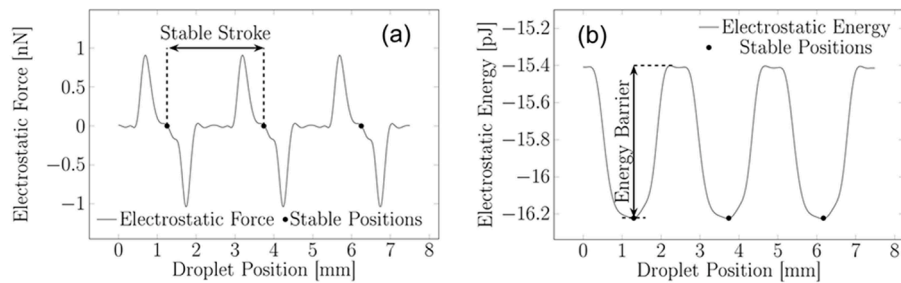 (a)
Stable Stroke
Electrostatic Force [nN]
1
0.5
0
−0.5
−1
Electrostatic Force
Stable Positions
0 1 2 3 4 5 6 7 8
Droplet Position [mm]
(b)
Electrostatic Energy
Stable Positions
Electrostatic Energy [pJ]
−15.2
−15.4
−15.6
−15.8
−16
−16.2
Energy Barrier
0 1 2 3 4 5 6 7 8
Droplet Position [mm]